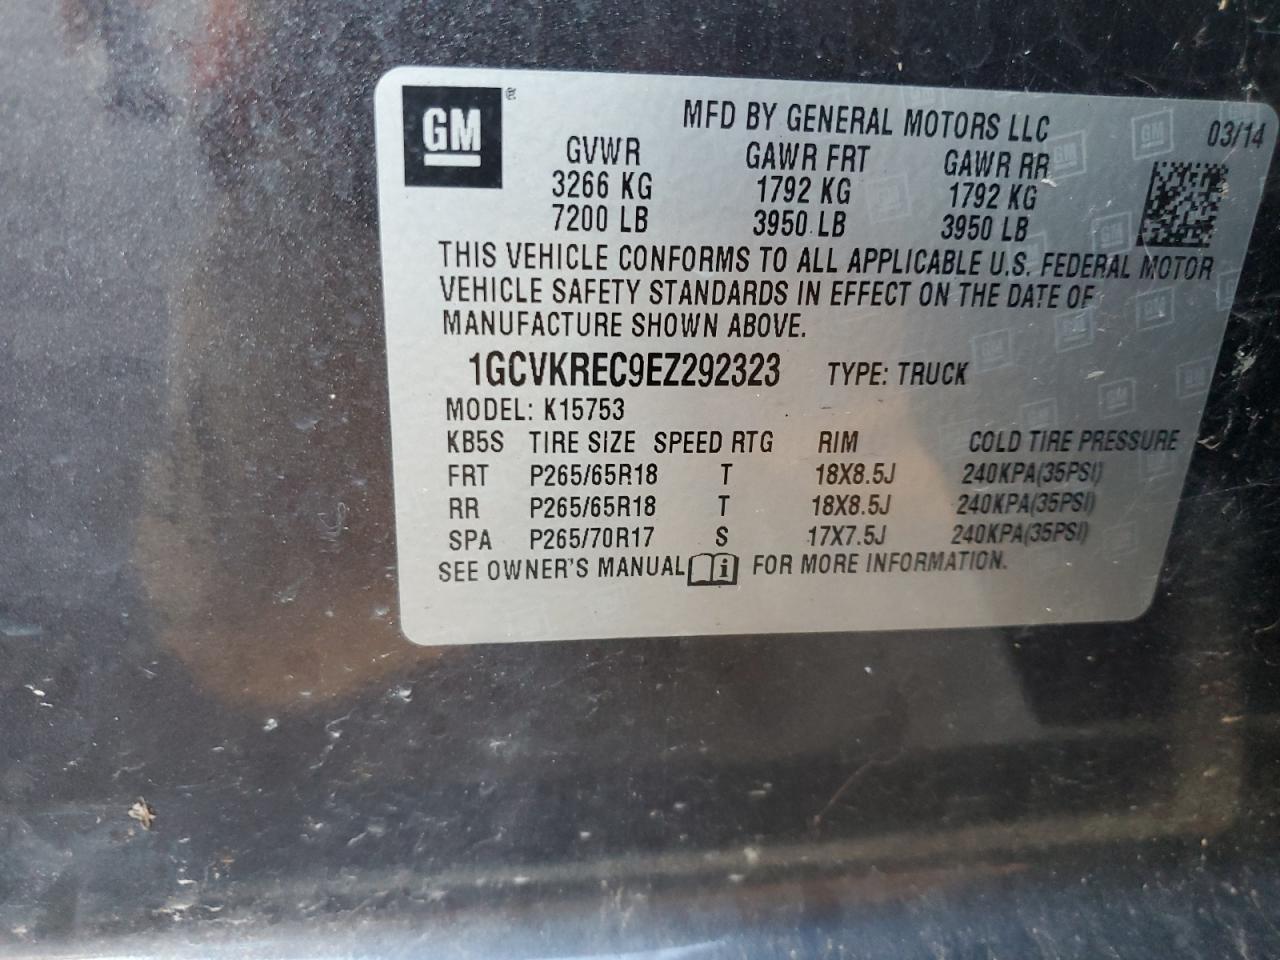 GM ®
MFD BY GENERAL MOTORS LLC 03/14
GVWR GAWR FRT GAWR RR
3266 KG 1792 KG 1792 KG
7200 LB 3950 LB 3950 LB
THIS VEHICLE CONFORMS TO ALL APPLICABLE U.S. FEDERAL MOTOR
VEHICLE SAFETY STANDARDS IN EFFECT ON THE DATE OF
MANUFACTURE SHOWN ABOVE.
1GCVKREC9EZ292323 TYPE: TRUCK
MODEL: K15753
KB5S TIRE SIZE SPEED RTG RIM COLD TIRE PRESSURE
FRT P265/65R18 T 18X8.5J 240KPA(35PSI)
RR P265/65R18 T 18X8.5J 240KPA(35PSI)
SPA P265/70R17 S 17X7.5J 240KPA(35PSI)
SEE OWNER'S MANUAL i FOR MORE INFORMATION.